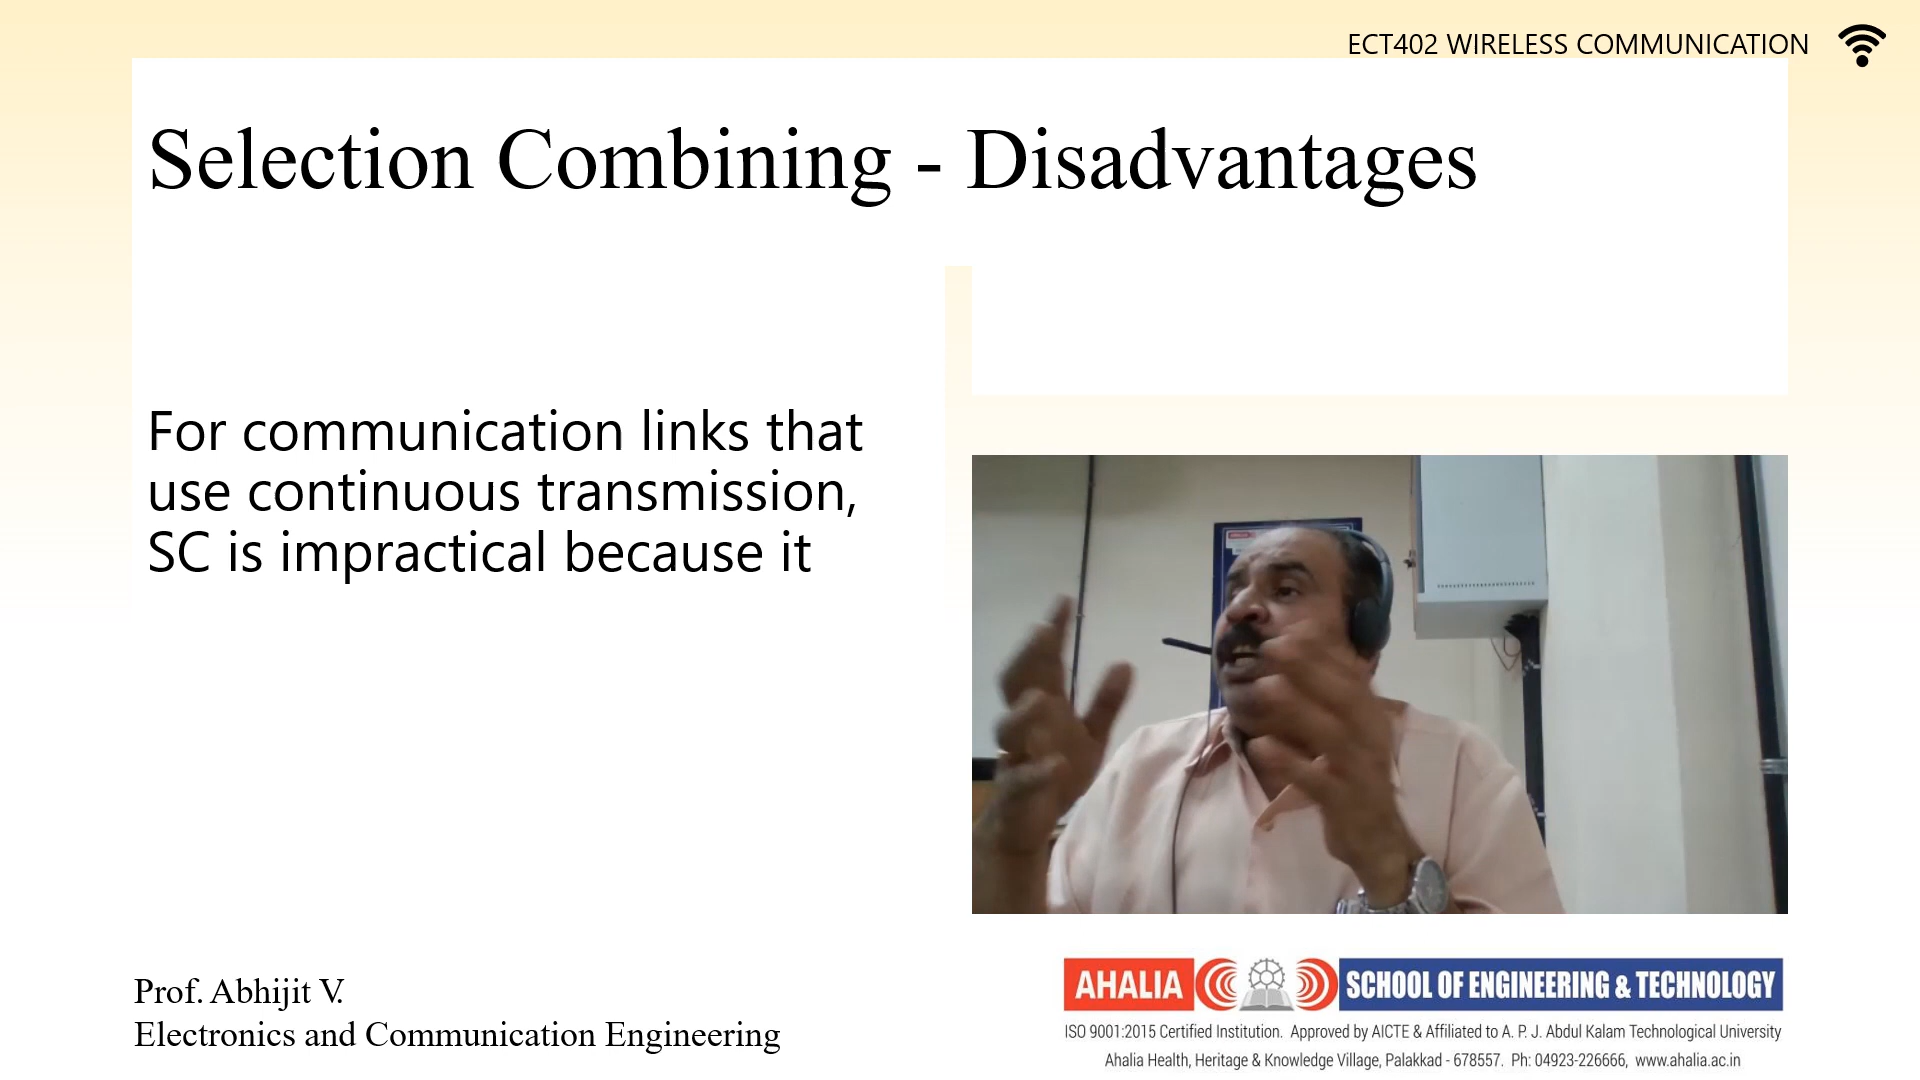 ECT402 WIRELESS COMMUNICATION
Selection Combining - Disadvantages
For communication links that
use continuous transmission,
SC is impractical because it
Prof. Abhijit V.
Electronics and Communication Engineering
AHALIA SCHOOL OF ENGINEERING & TECHNOLOGY
ISO 9001:2015 Certified Institution. Approved by AICTE & Affiliated to A. P. J. Abdul Kalam Technological University
Ahalia Health, Heritage & Knowledge Village, Palakkad - 678557. Ph: 04923-226666, www.ahalia.ac.in